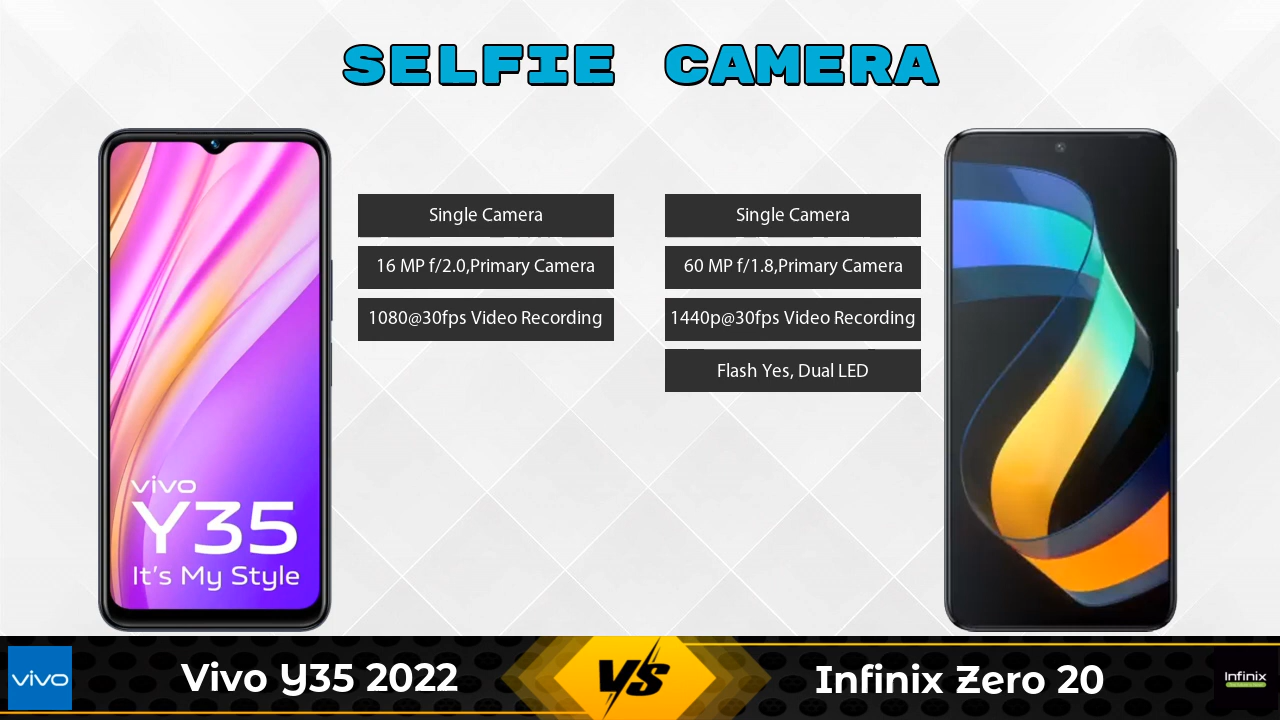 SELFIE CAMERA
Single Camera
16 MP f/2.0,Primary Camera
1080@30fps Video Recording
Single Camera
60 MP f/1.8,Primary Camera
1440p@30fps Video Recording
Flash Yes, Dual LED
vivo
Y35
It's My Style
vivo
Vivo Y35 2022
VS
Infinix Zero 20
Infinix